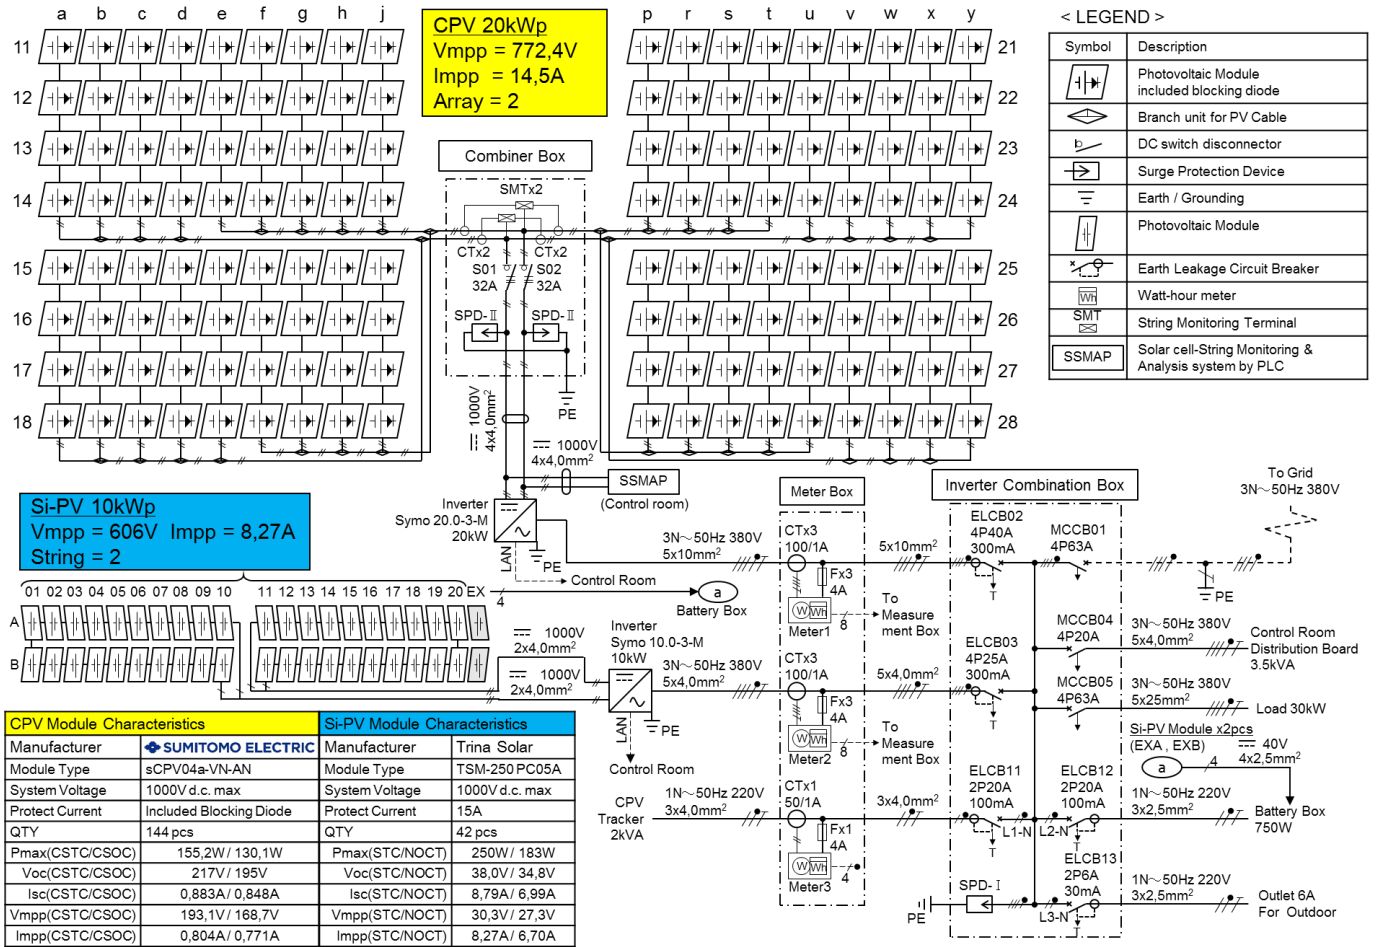 a b c d e f g h j
11
12
13
14
15
16
17
18
CPV 20kWp
Vmpp = 772,4V
Impp = 14,5A
Array = 2
p r s t u v w x y
21
22
23
24
25
26
27
28
Combiner Box
SMTx2
CTx2
CTx2
S01
32A
S02
32A
SPD-Ⅱ
SPD-Ⅱ
PE
1000V
4x4,0mm²
1000V
4x4,0mm²
SSMAP
(Control room)
< LEGEND >
Symbol Description
Photovoltaic Module
included blocking diode
Branch unit for PV Cable
DC switch disconnector
Surge Protection Device
Earth / Grounding
Photovoltaic Module
Earth Leakage Circuit Breaker
Wh Watt-hour meter
SMT String Monitoring Terminal
SSMAP Solar cell-String Monitoring &
Analysis system by PLC
Si-PV 10kWp
Vmpp = 606V Impp = 8,27A
String = 2
01 02 03 04 05 06 07 08 09 10
11 12 13 14 15 16 17 18 19 20 EX
A
B
Inverter
Symo 20.0-3-M
20kW
LAN
PE
Control Room
4
a
Battery Box
1000V
2x4,0mm²
1000V
2x4,0mm²
Inverter
Symo 10.0-3-M
10kW
LAN
PE
Control Room
3N～50Hz 380V
5x10mm²
3N～50Hz 380V
5x4,0mm²
CPV
Tracker
2kVA
1N～50Hz 220V
3x4,0mm²
Meter Box
CTx3
100/1A
Fx3
4A
W Wh
Meter1
8
To
Measure
ment Box
CTx3
100/1A
Fx3
4A
W Wh
Meter2
8
To
Measure
ment Box
CTx1
50/1A
Fx1
4A
W Wh
Meter3
4
5x10mm²
5x4,0mm²
3x4,0mm²
Inverter Combination Box
ELCB02
4P40A
300mA
MCCB01
4P63A
ELCB03
4P25A
300mA
MCCB04
4P20A
MCCB05
4P63A
ELCB11
2P20A
100mA
L1-N
ELCB12
2P20A
100mA
L2-N
ELCB13
2P6A
30mA
L3-N
SPD-Ⅰ
PE
To Grid
3N～50Hz 380V
PE
3N～50Hz 380V
5x4,0mm²
Control Room
Distribution Board
3.5kVA
3N～50Hz 380V
5x25mm²
Load 30kW
Si-PV Module x2pcs
(EXA , EXB)
40V
4x2,5mm²
a
4
1N～50Hz 220V
3x2,5mm²
Battery Box
750W
1N～50Hz 220V
3x2,5mm²
Outlet 6A
For Outdoor
CPV Module Characteristics Si-PV Module Characteristics
Manufacturer SUMITOMO ELECTRIC Manufacturer Trina Solar
Module Type sCPV04a-VN-AN Module Type TSM-250 PC05A
System Voltage 1000V d.c. max System Voltage 1000V d.c. max
Protect Current Included Blocking Diode Protect Current 15A
QTY 144 pcs QTY 42 pcs
Pmax(CSTC/CSOC) 155,2W / 130,1W Pmax(STC/NOCT) 250W / 183W
Voc(CSTC/CSOC) 217V / 195V Voc(STC/NOCT) 38,0V / 34,8V
Isc(CSTC/CSOC) 0,883A / 0,848A Isc(STC/NOCT) 8,79A / 6,99A
Vmpp(CSTC/CSOC) 193,1V / 168,7V Vmpp(STC/NOCT) 30,3V / 27,3V
Impp(CSTC/CSOC) 0,804A / 0,771A Impp(STC/NOCT) 8,27A / 6,70A